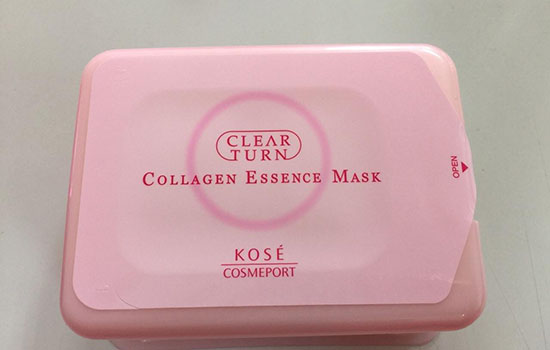 CLEAR
TURN
COLLAGEN ESSENCE MASK
OPEN
KOSÉ
COSMEPORT